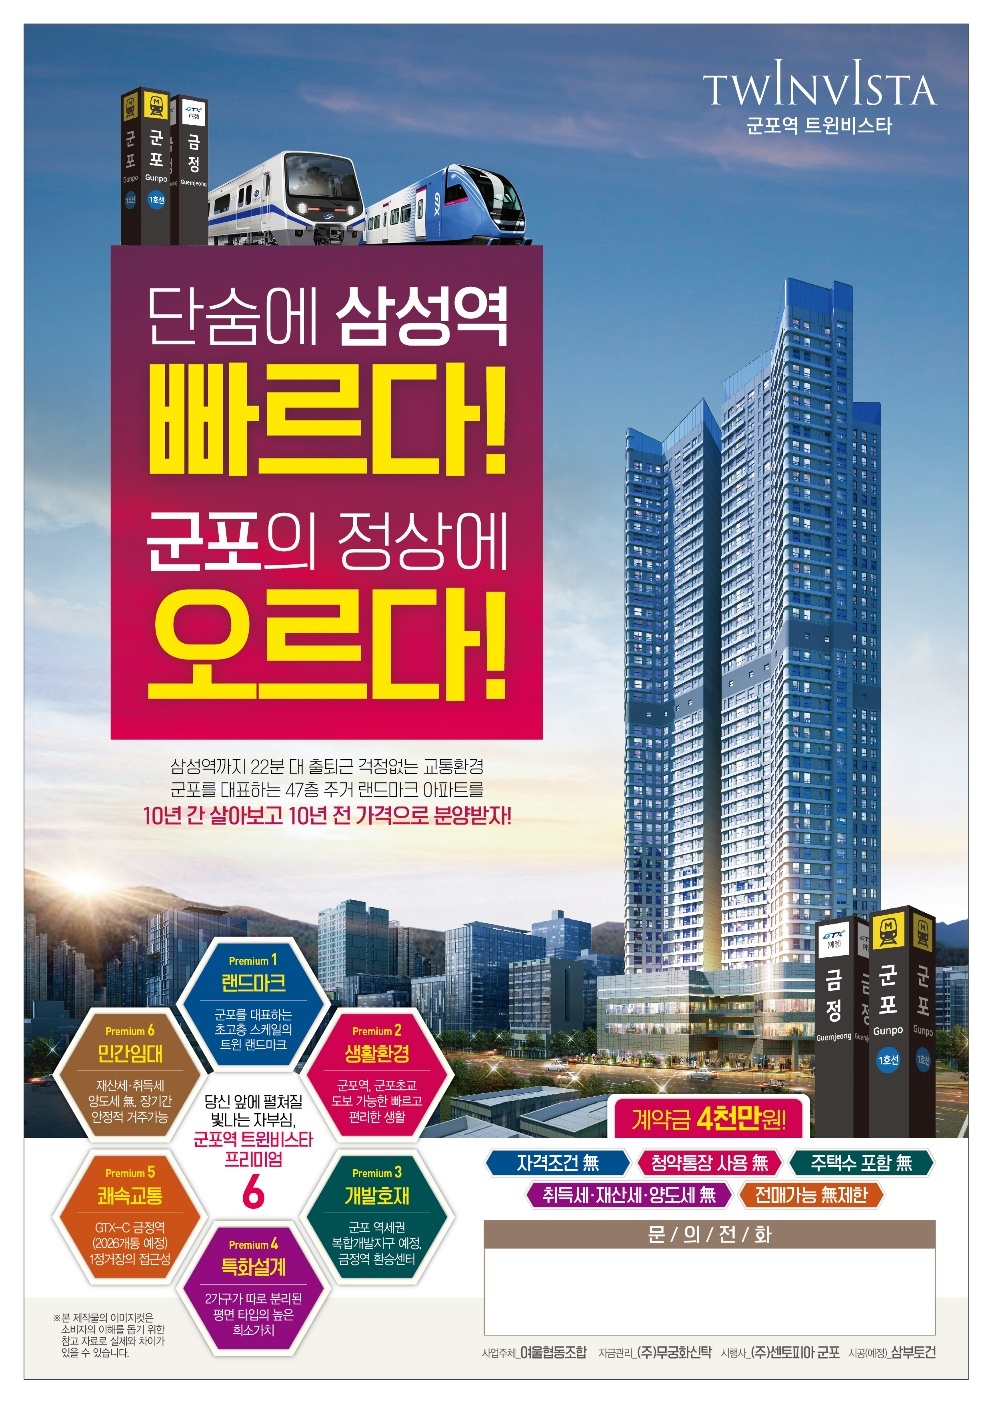 TWINVISTA
군포역 트윈비스타
군포
Gunpo
1호선
군포
Gunpo
1호선
GTX
(예정)
금정
Guemjeong
GTX
단숨에 삼성역
빠르다!
군포의 정상에
오르다!
삼성역까지 22분 대 출퇴근 걱정없는 교통환경
군포를 대표하는 47층 주거 랜드마크 아파트를
10년 간 살아보고 10년 전 가격으로 분양받자!
Premium 1
랜드마크
군포를 대표하는
초고층 스케일의
트윈 랜드마크
Premium 2
생활환경
군포역, 군포초교
도보 가능한 빠르고
편리한 생활
Premium 3
개발호재
군포 역세권
복합개발지구 예정,
금정역 환승센터
Premium 4
특화설계
2가구가 따로 분리된
평면 타입의 높은
희소가치
Premium 5
쾌속교통
GTX-C 금정역
(2026개통 예정)
1정거장의 접근성
Premium 6
민간임대
재산세·취득세
양도세 無, 장기간
안정적 거주가능
당신 앞에 펼쳐질
빛나는 자부심,
군포역 트윈비스타
프리미엄
6
GTX
(예정)
금정
Guemjeong
군포
Gunpo
1호선
군포
Gunpo
1호선
계약금 4천만원!
자격조건 無
청약통장 사용 無
주택수 포함 無
취득세·재산세·양도세 無
전매가능 無제한
문 / 의 / 전 / 화
※본 제작물의 이미지컷은
소비자의 이해를 돕기 위한
참고 자료로 실제와 차이가
있을 수 있습니다.
사업주체_여울협동조합 자금관리_(주)무궁화신탁 시행사_(주)센토피아 군포 시공(예정)_삼부토건